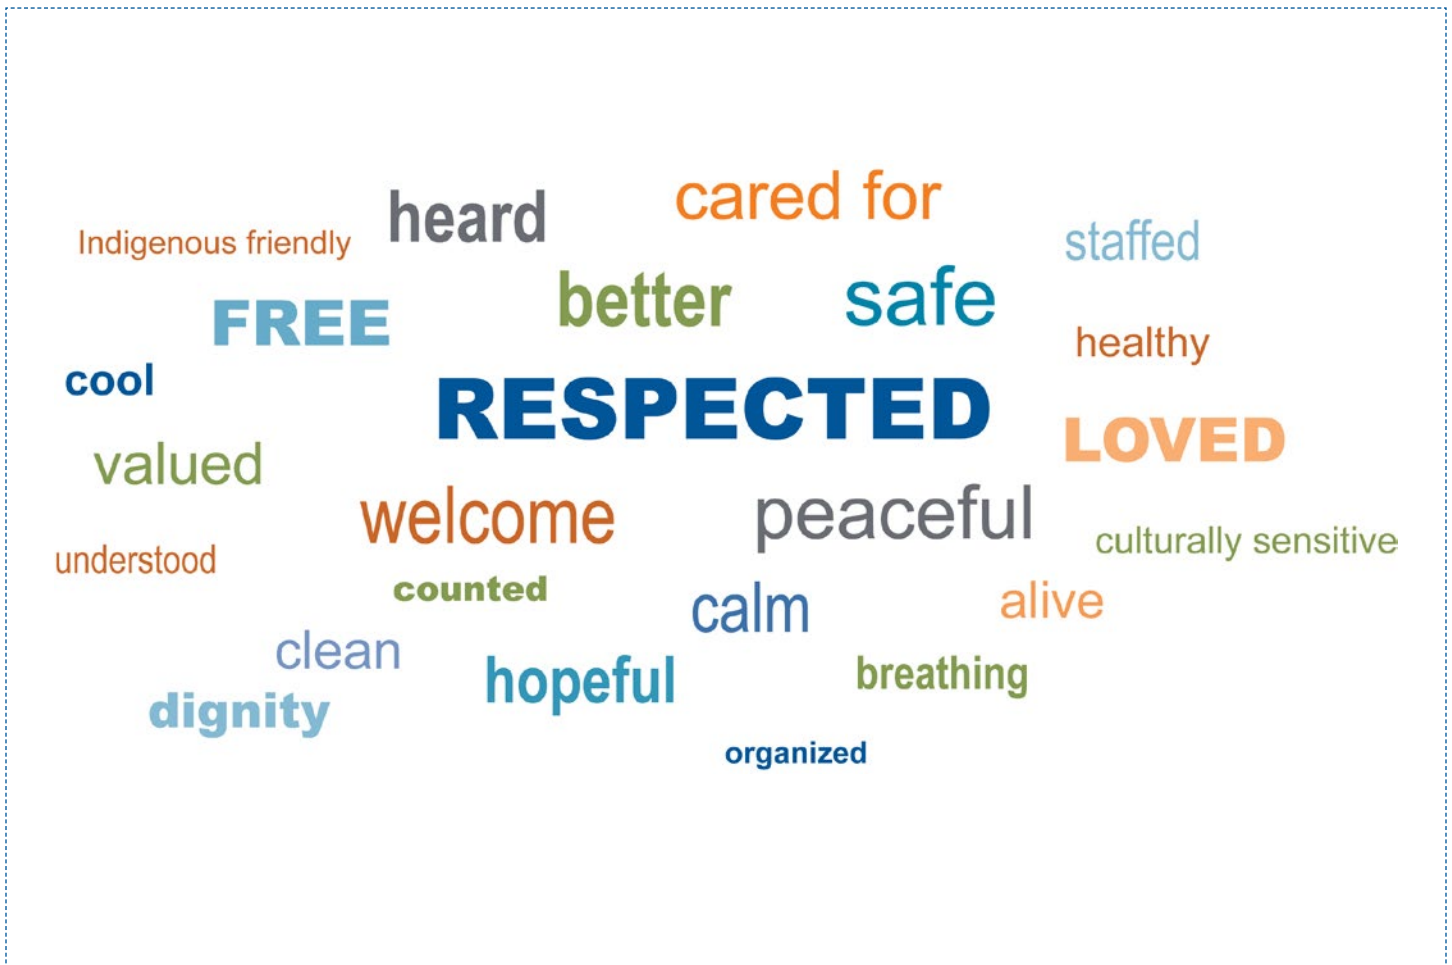 cared for
heard
Indigenous friendly
staffed
better
safe
FREE
healthy
cool
RESPECTED
LOVED
valued
welcome
peaceful
culturally sensitive
understood
counted
calm
alive
clean
hopeful
breathing
dignity
organized